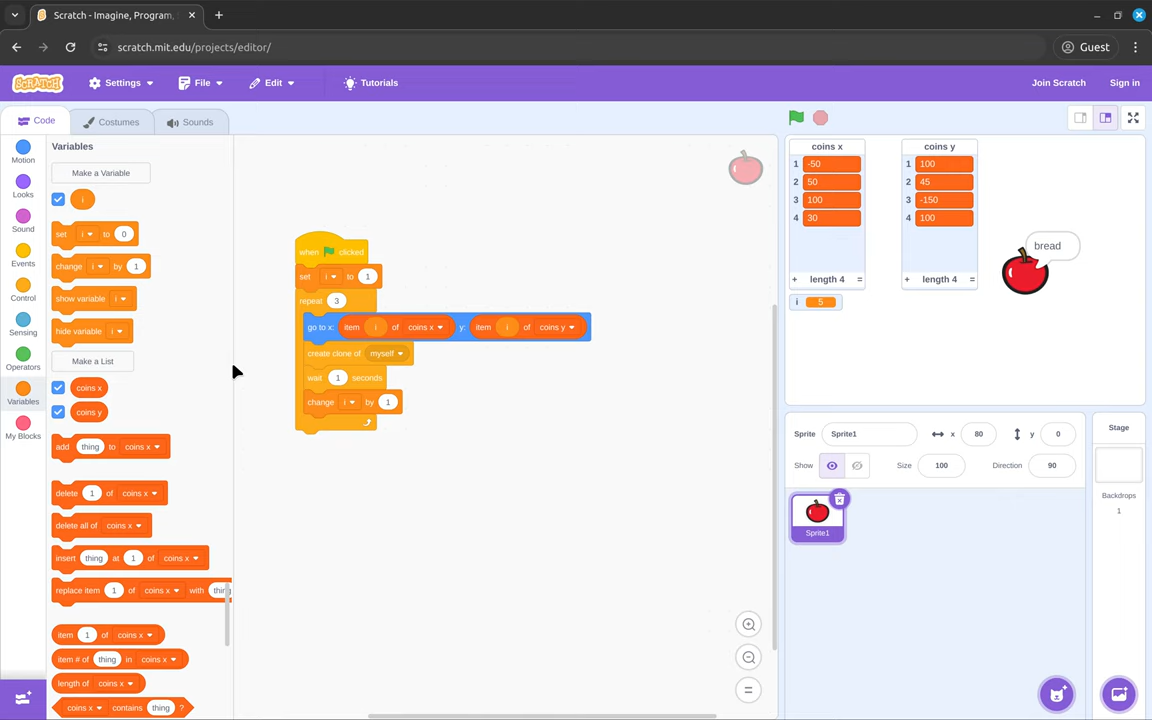 Scratch - Imagine, Program,
scratch.mit.edu/projects/editor/
Guest
SCRATCH
Settings
File
Edit
Tutorials
Join Scratch
Sign in
Code
Costumes
Sounds
Motion
Looks
Sound
Events
Control
Sensing
Operators
Variables
My Blocks
Variables
Make a Variable
i
set i to 0
change i by 1
show variable i
hide variable i
Make a List
coins x
coins y
add thing to coins x
delete 1 of coins x
delete all of coins x
insert thing at 1 of coins x
replace item 1 of coins x with
item 1 of coins x
item # of thing in coins x
length of coins x
coins x contains thing ?
when clicked
set i to 1
repeat 3
go to x: item i of coins x y: item i of coins y
create clone of myself
wait 1 seconds
change i by 1
coins x
1 -50
2 50
3 100
4 30
+ length 4 =
coins y
1 100
2 45
3 -150
4 100
+ length 4 =
i 5
bread
Sprite Sprite1 x 80 y 0
Show Size 100 Direction 90
Sprite1
Stage
Backdrops
1